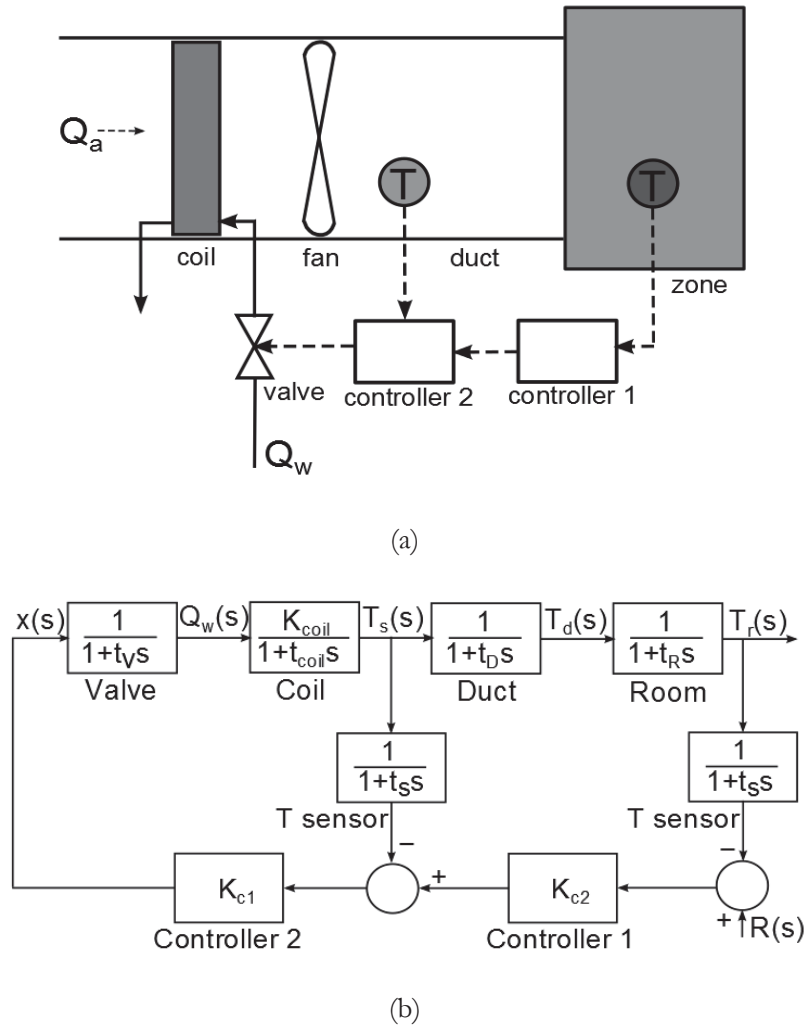 Qa
T
T
coil
fan
duct
zone
valve
controller 2
controller 1
Qw
(a)
x(s)
1
1+tVs
Valve
Qw(s)
Kcoil
1+tcoils
Coil
Ts(s)
1
1+tDs
Duct
Td(s)
1
1+tRs
Room
Tr(s)
1
1+tSs
T sensor
1
1+tSs
T sensor
−
−
Kc1
Controller 2
+
Kc2
Controller 1
+
R(s)
(b)